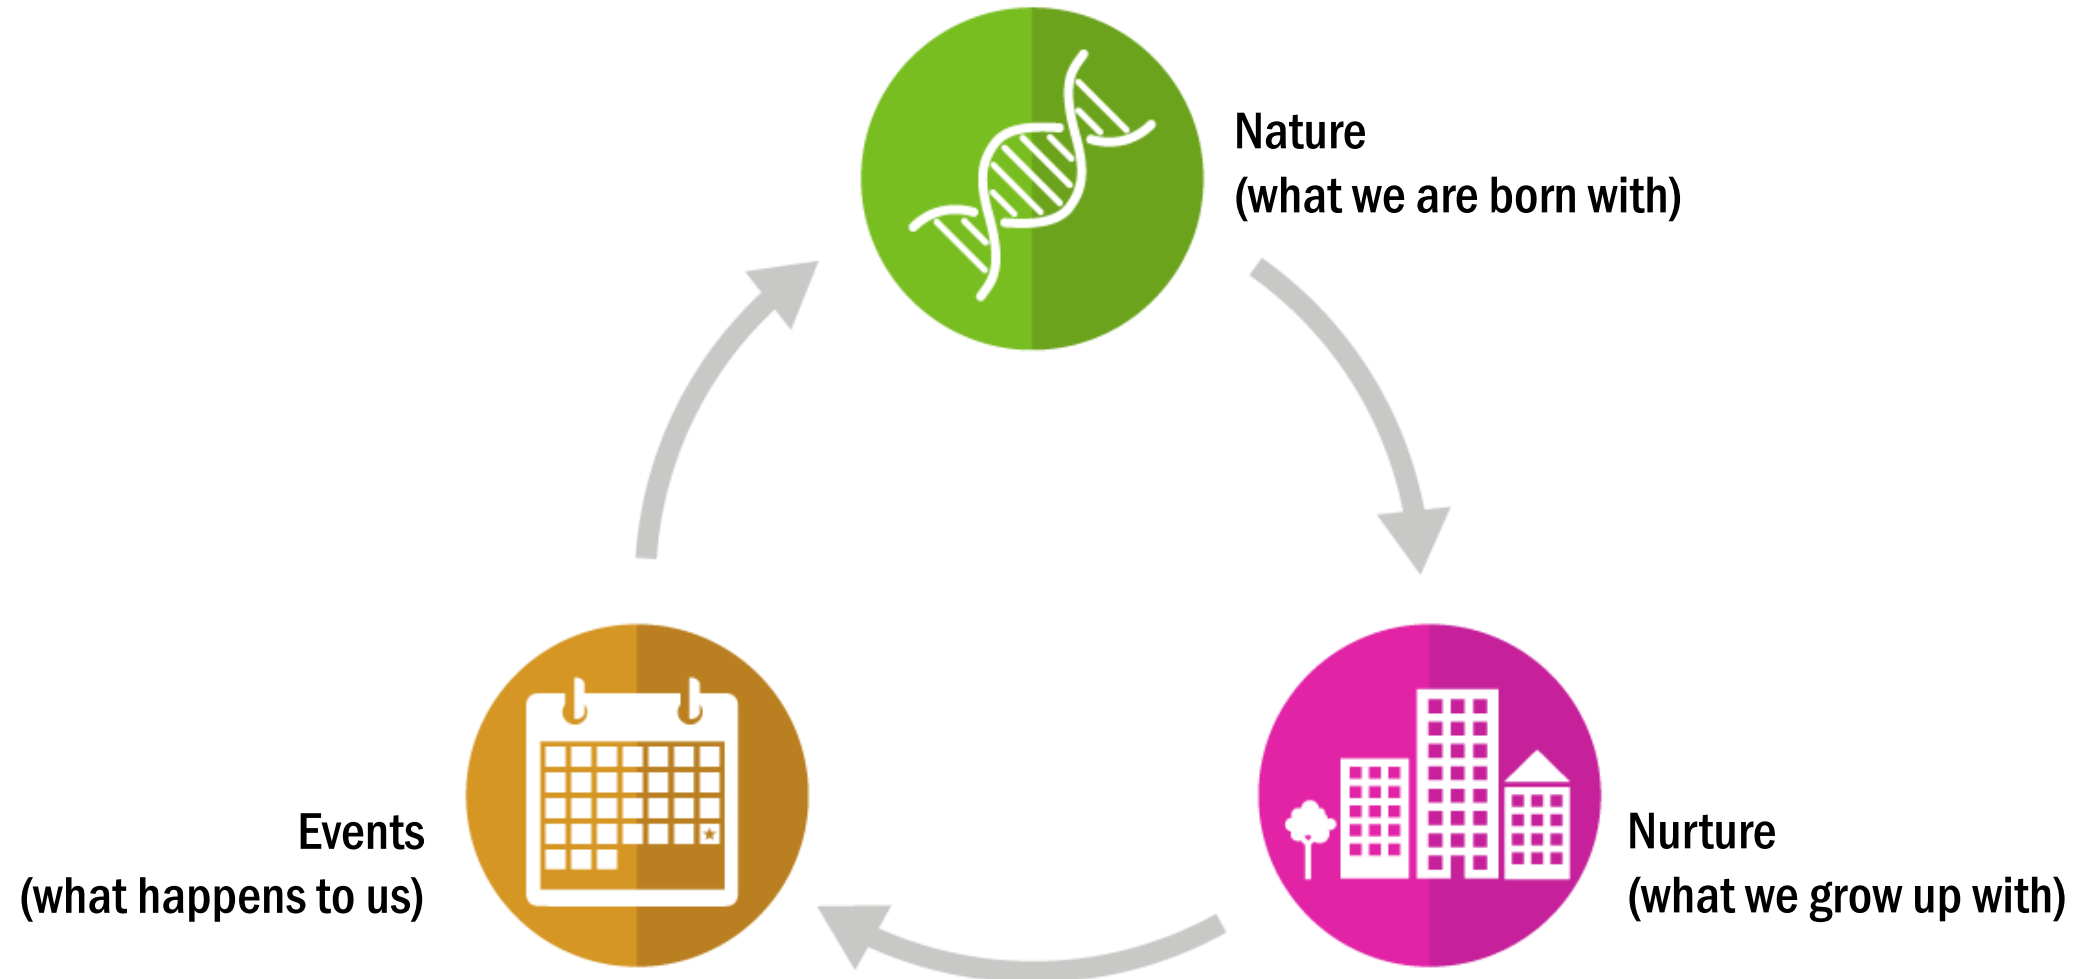 Nature
(what we are born with)
Events
(what happens to us)
Nurture
(what we grow up with)